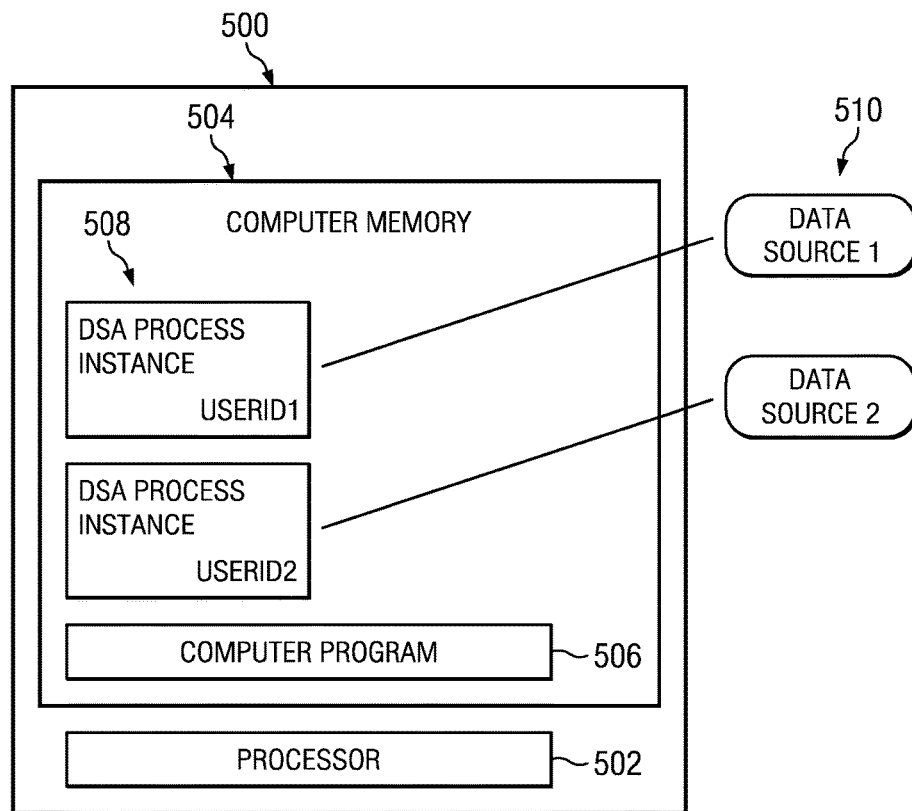 500
504
510
508
COMPUTER MEMORY
DATA
SOURCE 1
DSA PROCESS
INSTANCE
USERID1
DATA
SOURCE 2
DSA PROCESS
INSTANCE
USERID2
COMPUTER PROGRAM
506
PROCESSOR
502